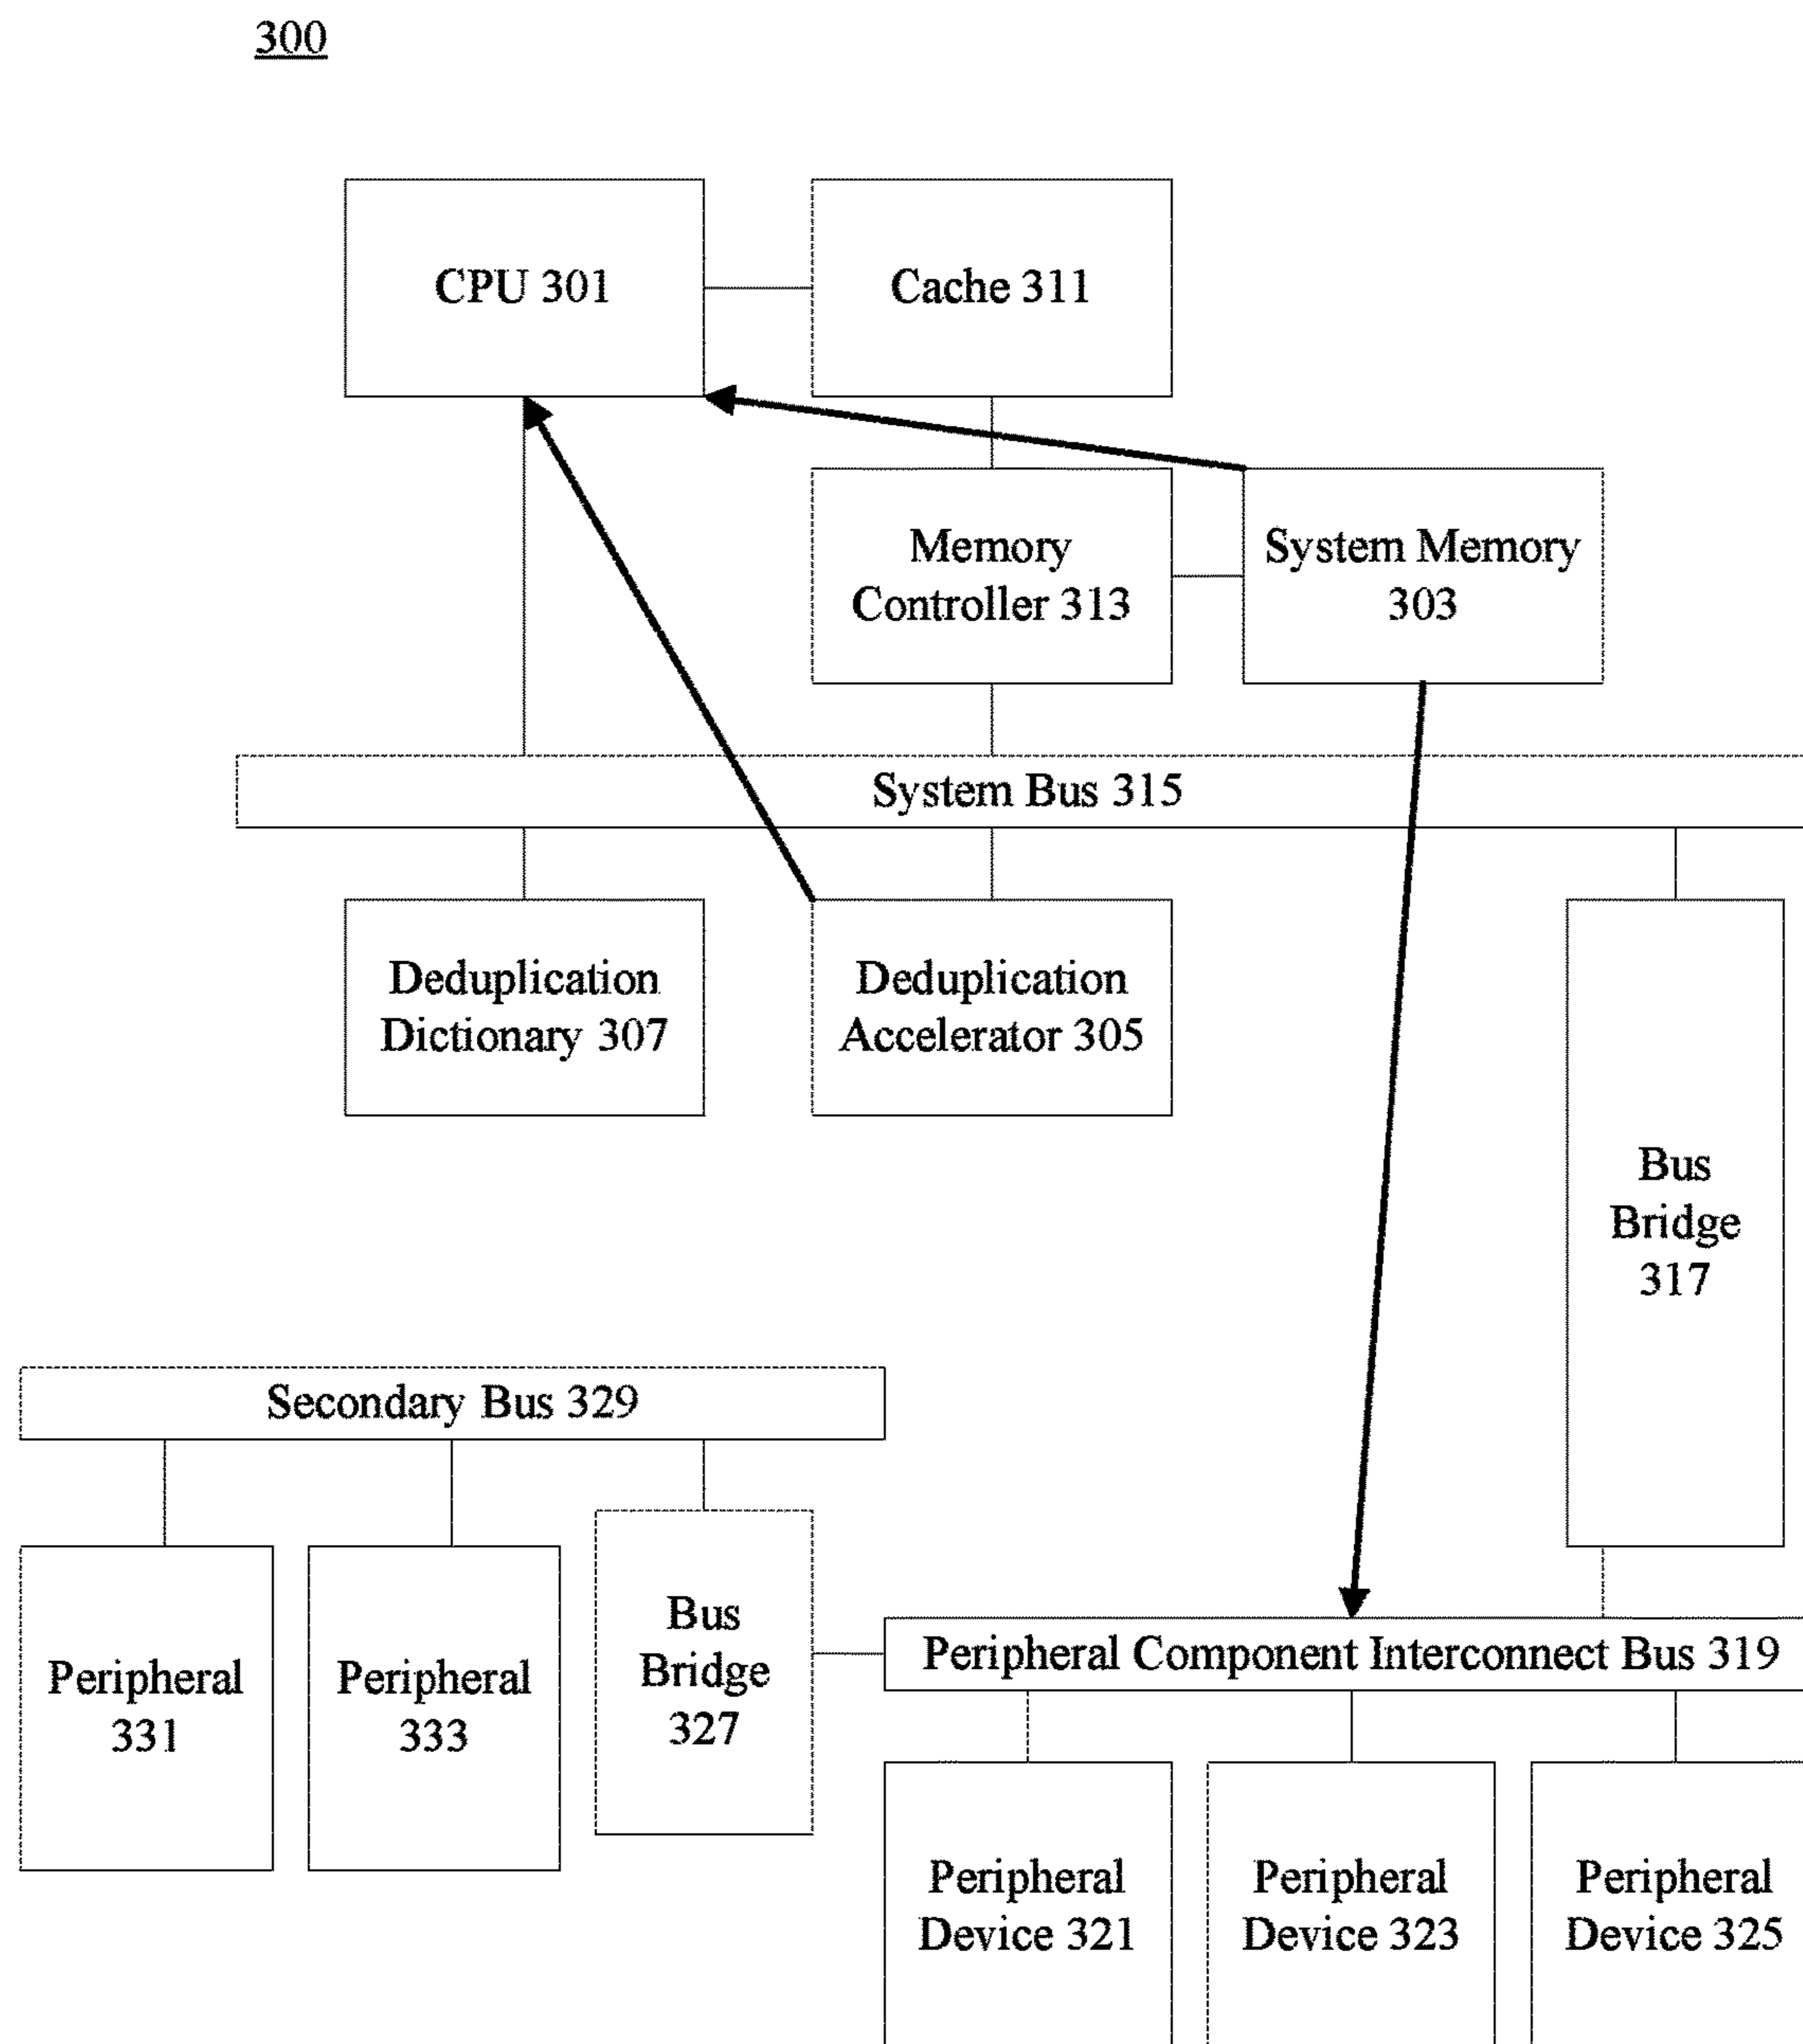 300
CPU 301
Cache 311
Memory
Controller 313
System Memory
303
System Bus 315
Deduplication
Dictionary 307
Deduplication
Accelerator 305
Bus
Bridge
317
Secondary Bus 329
Peripheral
331
Peripheral
333
Bus
Bridge
327
Peripheral Component Interconnect Bus 319
Peripheral
Device 321
Peripheral
Device 323
Peripheral
Device 325